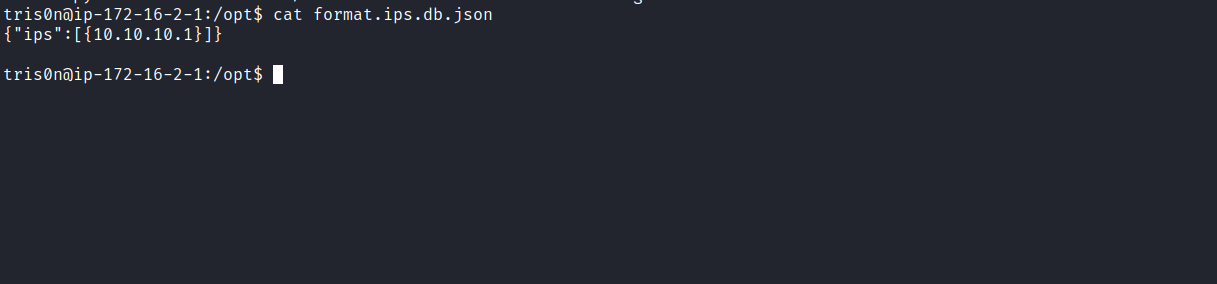 tris0n@ip-172-16-2-1:/opt$ cat format.ips.db.json
{"ips":[{10.10.10.1}]}
tris0n@ip-172-16-2-1:/opt$